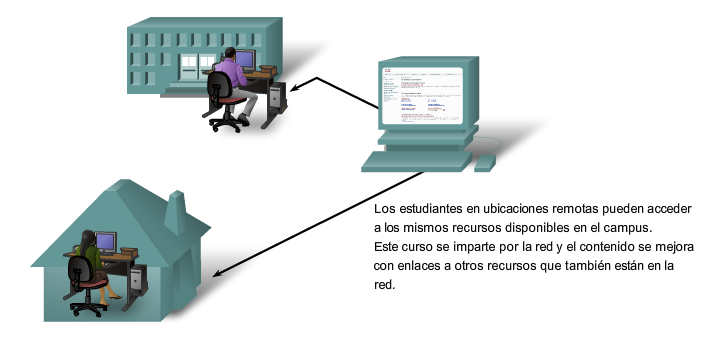 Los estudiantes en ubicaciones remotas pueden acceder
a los mismos recursos disponibles en el campus.
Este curso se imparte por la red y el contenido se mejora
con enlaces a otros recursos que también están en la
red.